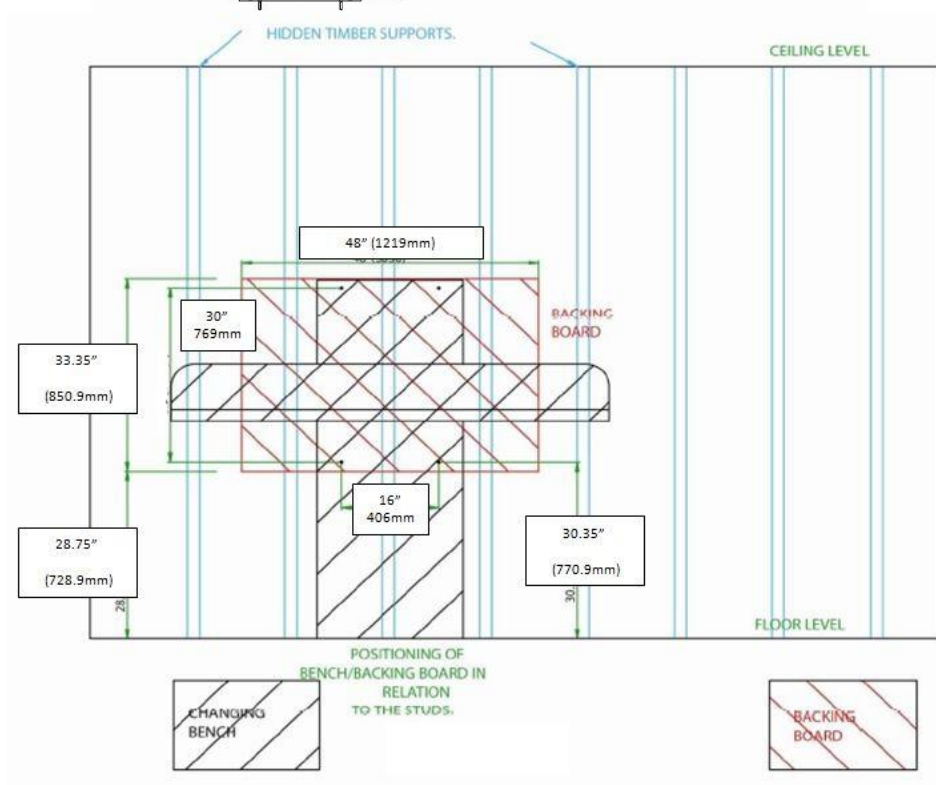 HIDDEN TIMBER SUPPORTS.
CEILING LEVEL
48” (1219mm)
30”
769mm
BACKING
BOARD
33.35”
(850.9mm)
16”
406mm
28.75”
(728.9mm)
30.35”
(770.9mm)
28
30
FLOOR LEVEL
POSITIONING OF
BENCH/BACKING BOARD IN
RELATION
TO THE STUDS.
CHANGING
BENCH
BACKING
BOARD